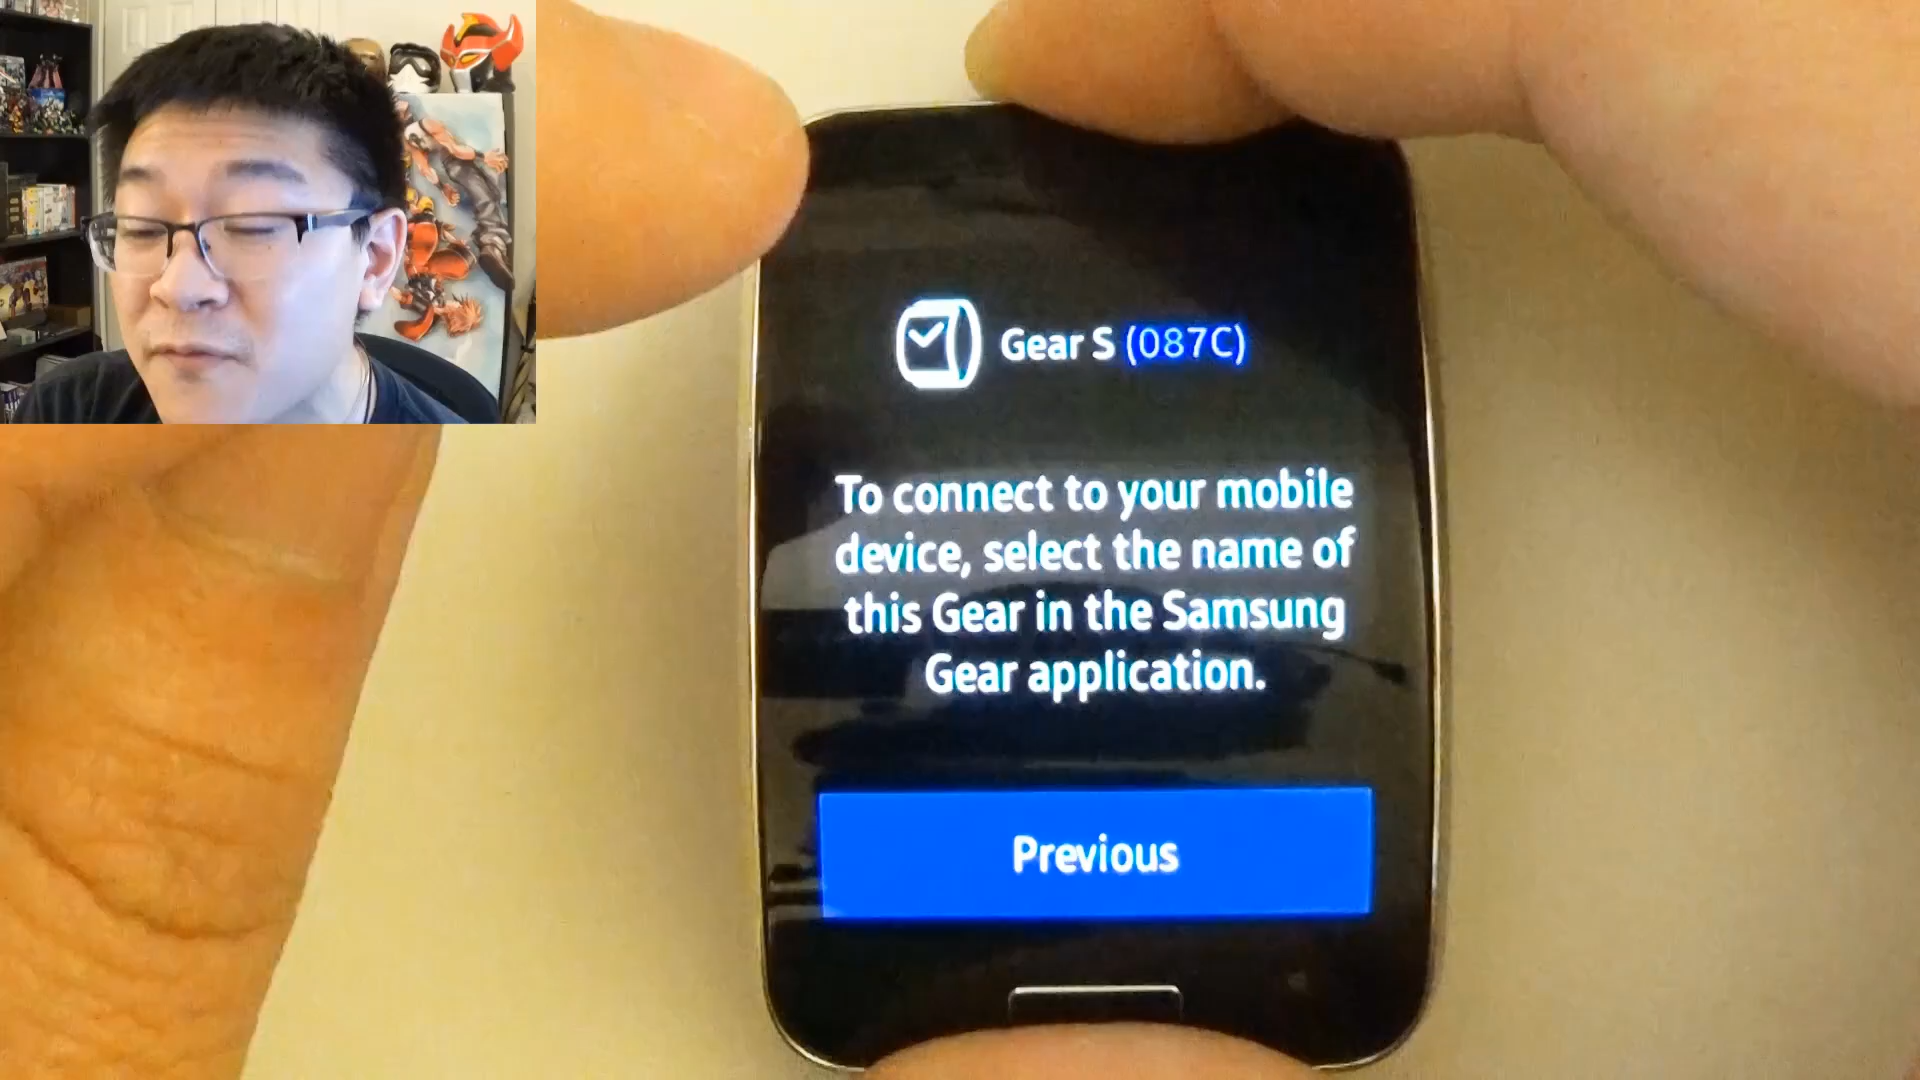 Gear S (087C)
To connect to your mobile
device, select the name of
this Gear in the Samsung
Gear application.
Previous